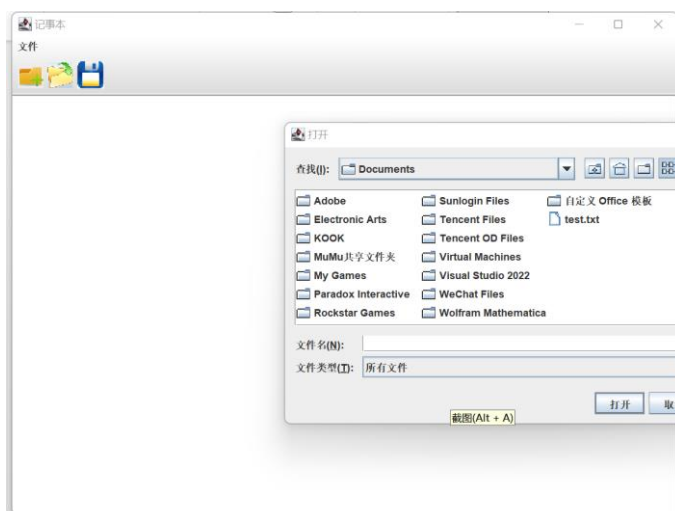 记事本
文件
打开
查找(I): Documents
Adobe Sunlogin Files 自定义 Office 模板
Electronic Arts Tencent Files test.txt
KOOK Tencent OD Files
MuMu共享文件夹 Virtual Machines
My Games Visual Studio 2022
Paradox Interactive WeChat Files
Rockstar Games Wolfram Mathematica
文件名(N):
文件类型(T): 所有文件
打开 取
截图(Alt + A)